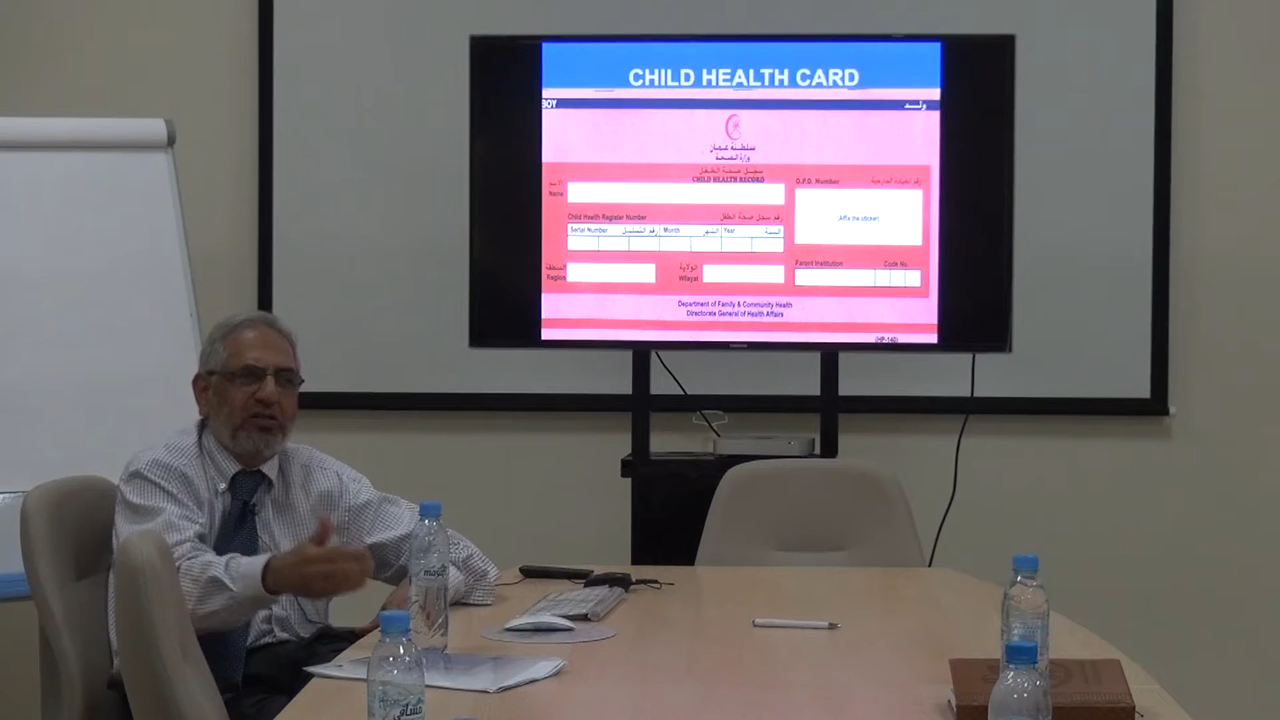 CHILD HEALTH CARD
BOY ولد
سلطنة عمان
وزارة الصحة
سجل صحة الطفل
CHILD HEALTH RECORD
الاسم
Name
O.P.D. Number رقم العيادة الخارجية
(Affix the sticker)
Child Health Register Number رقم سجل صحة الطفل
Serial Number الرقم المسلسل Month الشهر Year السنة
المنطقة
Region
الولاية
Wilayat
Parent Institution Code No.
Department of Family & Community Health
Directorate General of Health Affairs
(HP-140)
مسافي